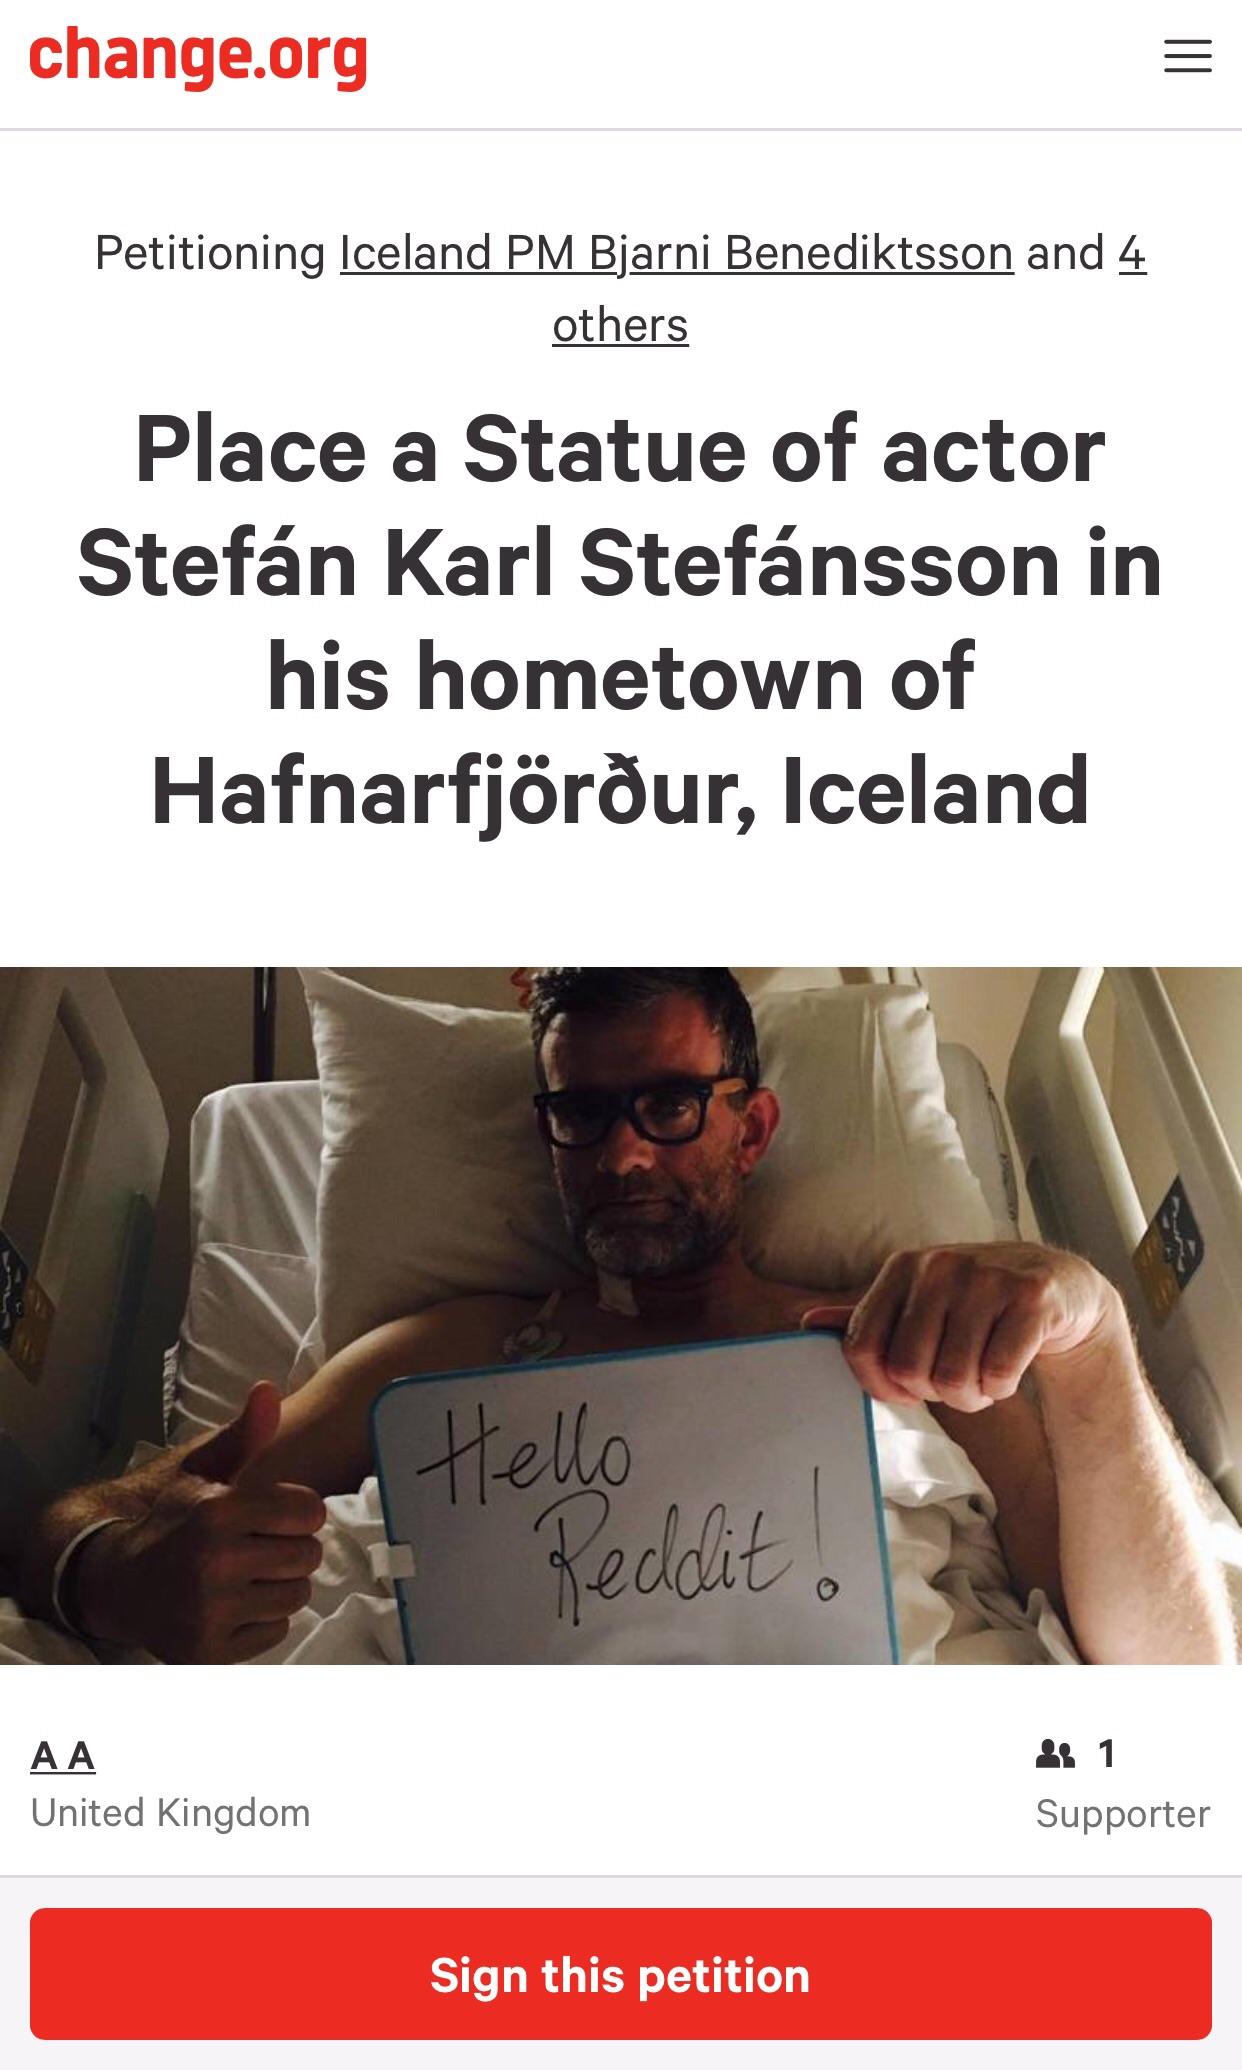 change.org
Petitioning Iceland PM Bjarni Benediktsson and 4
others
Place a Statue of actor
Stefán Karl Stefánsson in
his hometown of
Hafnarfjörður, Iceland
Hello
Reddit!
A A
1
United Kingdom
Supporter
Sign this petition